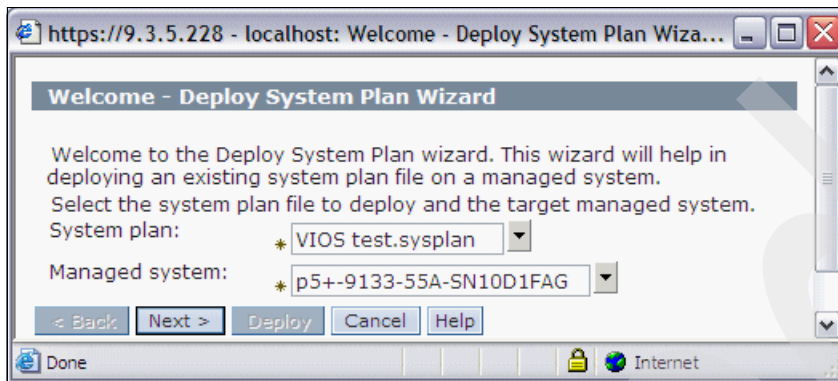 https://9.3.5.228 - localhost: Welcome - Deploy System Plan Wiza...
Welcome - Deploy System Plan Wizard
Welcome to the Deploy System Plan wizard. This wizard will help in
deploying an existing system plan file on a managed system.
Select the system plan file to deploy and the target managed system.
System plan: * VIOS test.sysplan
Managed system: * p5+-9133-55A-SN10D1FAG
< Back Next > Deploy Cancel Help
Done Internet